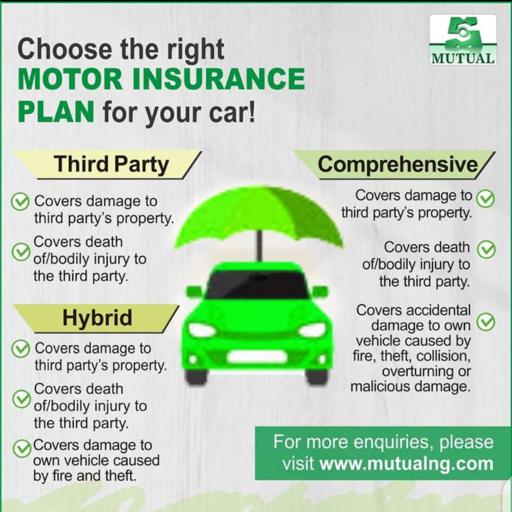 Choose the right
MOTOR INSURANCE
PLAN for your car!
MUTUAL
Third Party
Covers damage to
third party's property.
Covers death
of/bodily injury to
the third party.
Hybrid
Covers damage to
third party's property.
Covers death
of/bodily injury to
the third party.
Covers damage to
own vehicle caused
by fire and theft.
Comprehensive
Covers damage to
third party's property.
Covers death
of/bodily injury to
the third party.
Covers accidental
damage to own
vehicle caused by
fire, theft, collision,
overturning or
malicious damage.
For more enquiries, please
visit www.mutualng.com